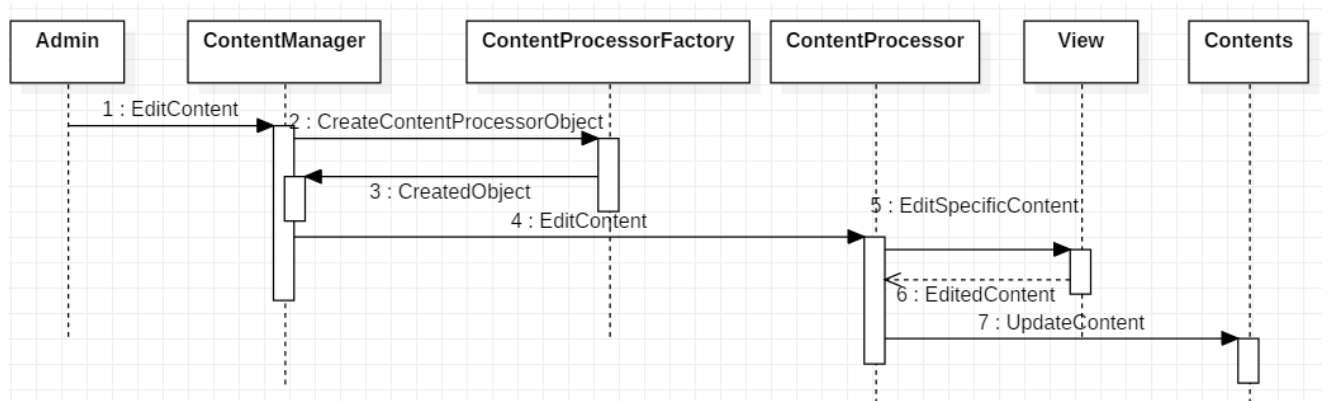 Admin
ContentManager
ContentProcessorFactory
ContentProcessor
View
Contents
1 : EditContent
2 : CreateContentProcessorObject
3 : CreatedObject
4 : EditContent
5 : EditSpecificContent
6 : EditedContent
7 : UpdateContent